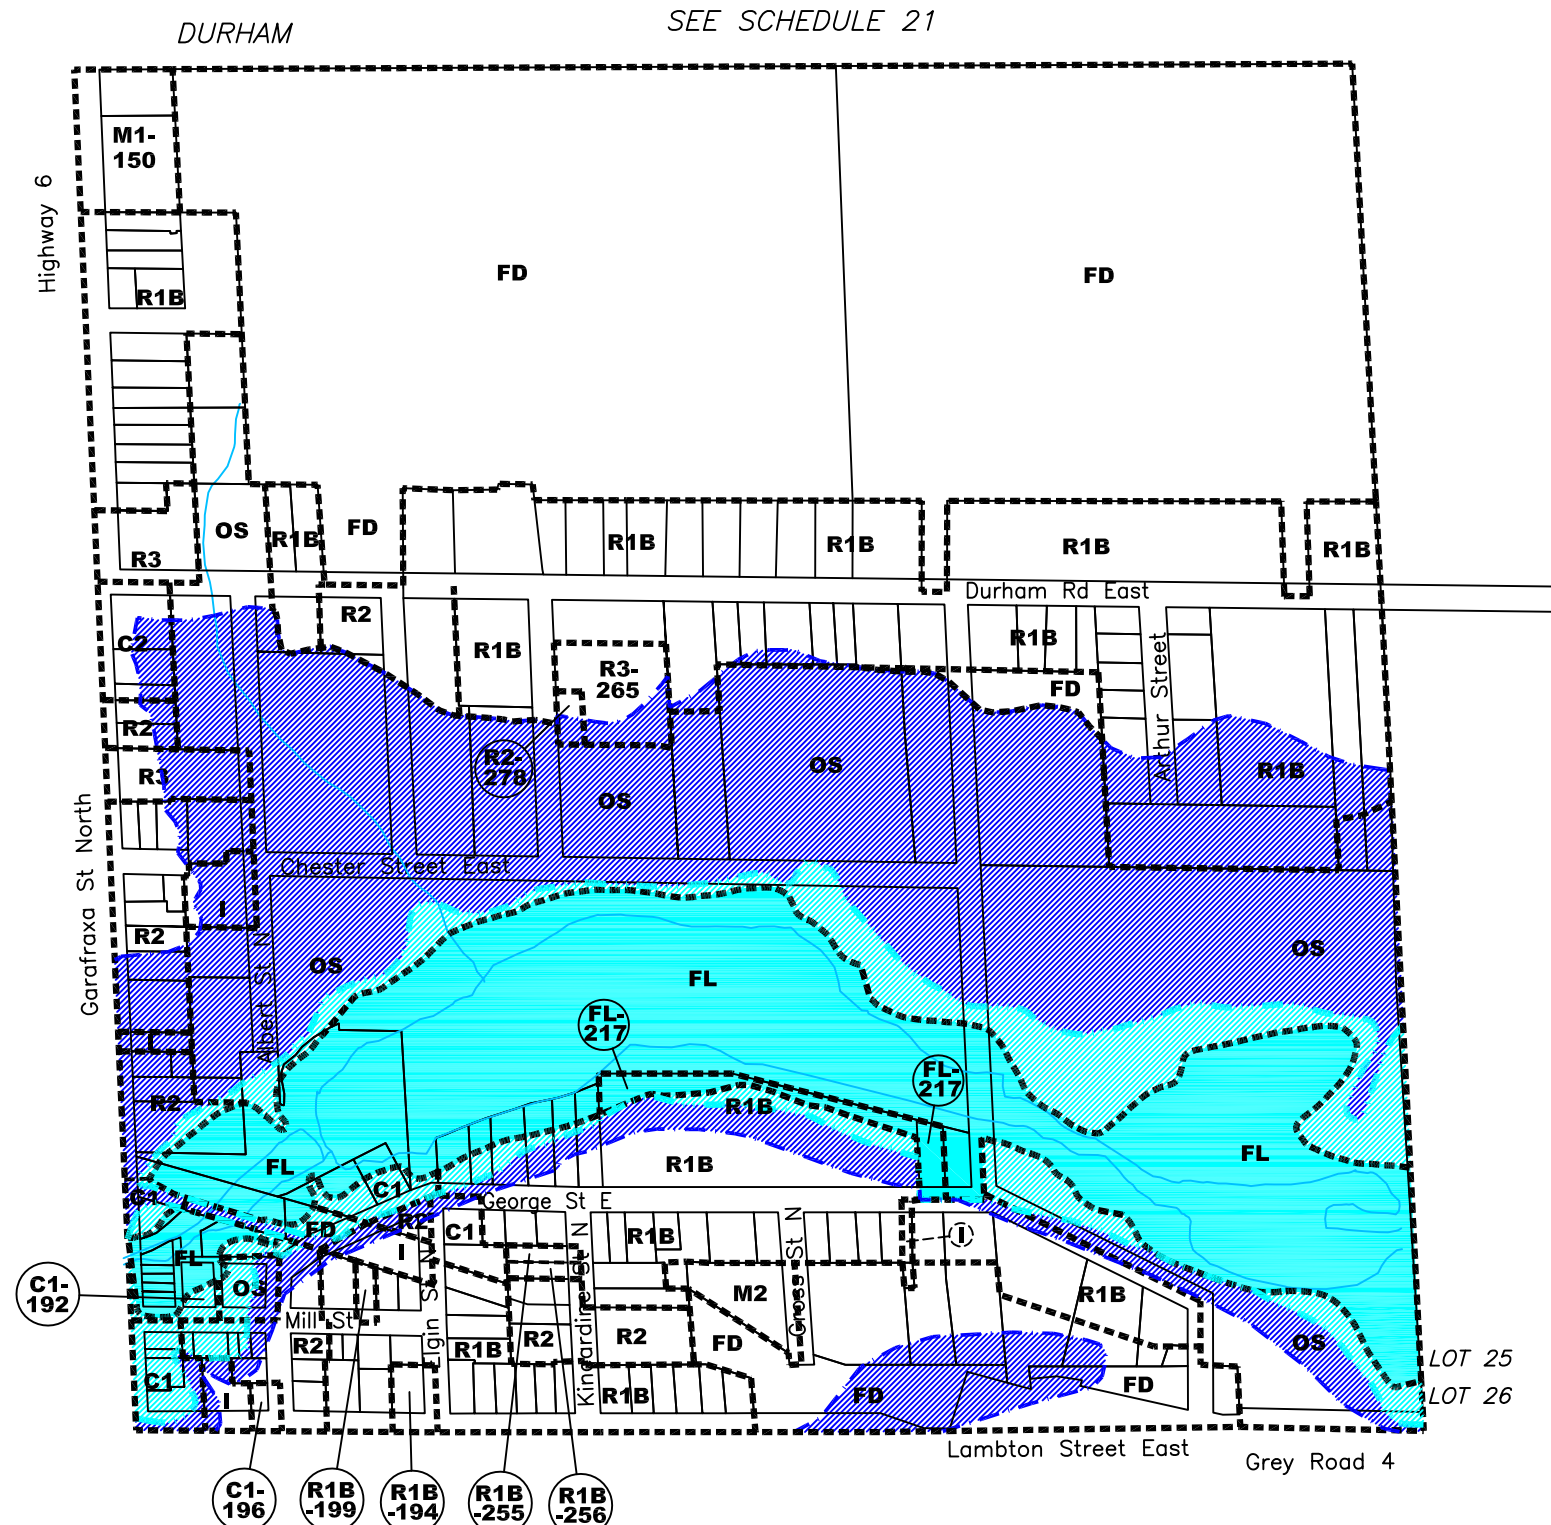 DURHAM
SEE SCHEDULE 21
M1-
150
Highway 6
FD
FD
R1B
OS
R1B
FD
R1B
R1B
R1B
R1B
R3
Durham Rd East
C2
R2
R1B
R3-
265
R1B
FD
Arthur Street
R2
R3
R2-
278
OS
OS
R1B
Garafraxa St North
Chester Street East
I
R2
OS
Albert St N
FL
OS
FL-
217
FL-
217
I
R2
R1B
FL
R1B
FL
C1
C1
George St E
FD
R2
I
C1
Elgin St N
Kincardine St N
R1B
Cross St N
I
FL
OS
C1-
192
M2
R1B
Mill St
R2
R1B
R2
R2
FD
OS
LOT 25
LOT 26
C1
I
R1B
FD
FD
Lambton Street East
Grey Road 4
C1-
196
R1B
-199
R1B
-194
R1B
-255
R1B
-256